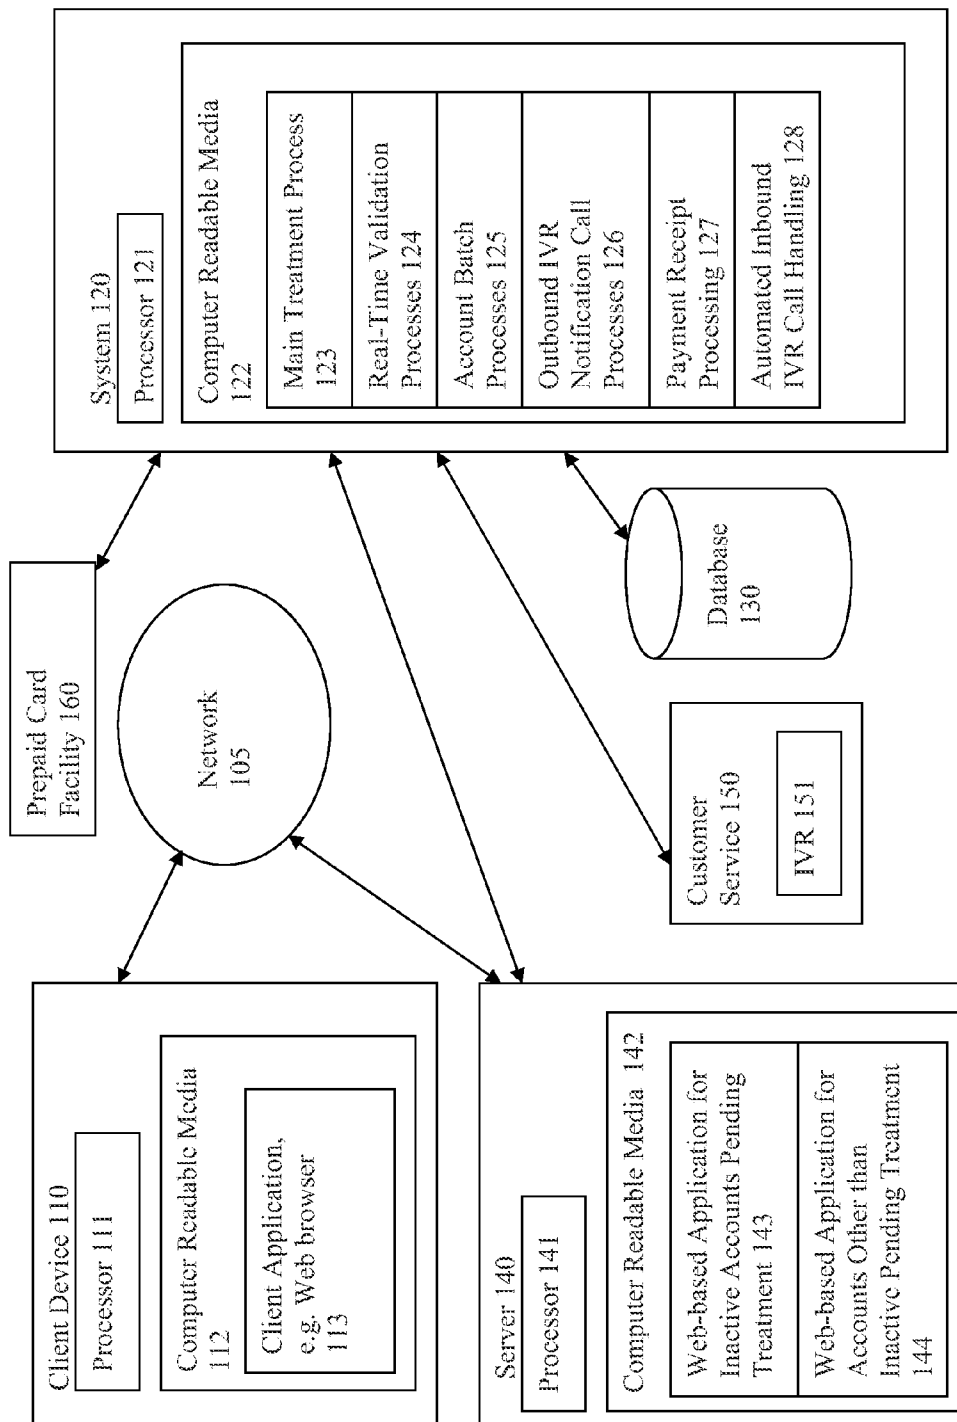 Client Device 110
Processor 111
Computer Readable Media
112
Client Application,
e.g. Web browser
113
Server 140
Processor 141
Computer Readable Media 142
Web-based Application for
Inactive Accounts Pending
Treatment 143
Web-based Application for
Accounts Other than
Inactive Pending Treatment
144
Prepaid Card
Facility 160
Network
105
Customer
Service 150
IVR 151
Database
130
System 120
Processor 121
Computer Readable Media
122
Main Treatment Process
123
Real-Time Validation
Processes 124
Account Batch
Processes 125
Outbound IVR
Notification Call
Processes 126
Payment Receipt
Processing 127
Automated Inbound
IVR Call Handling 128